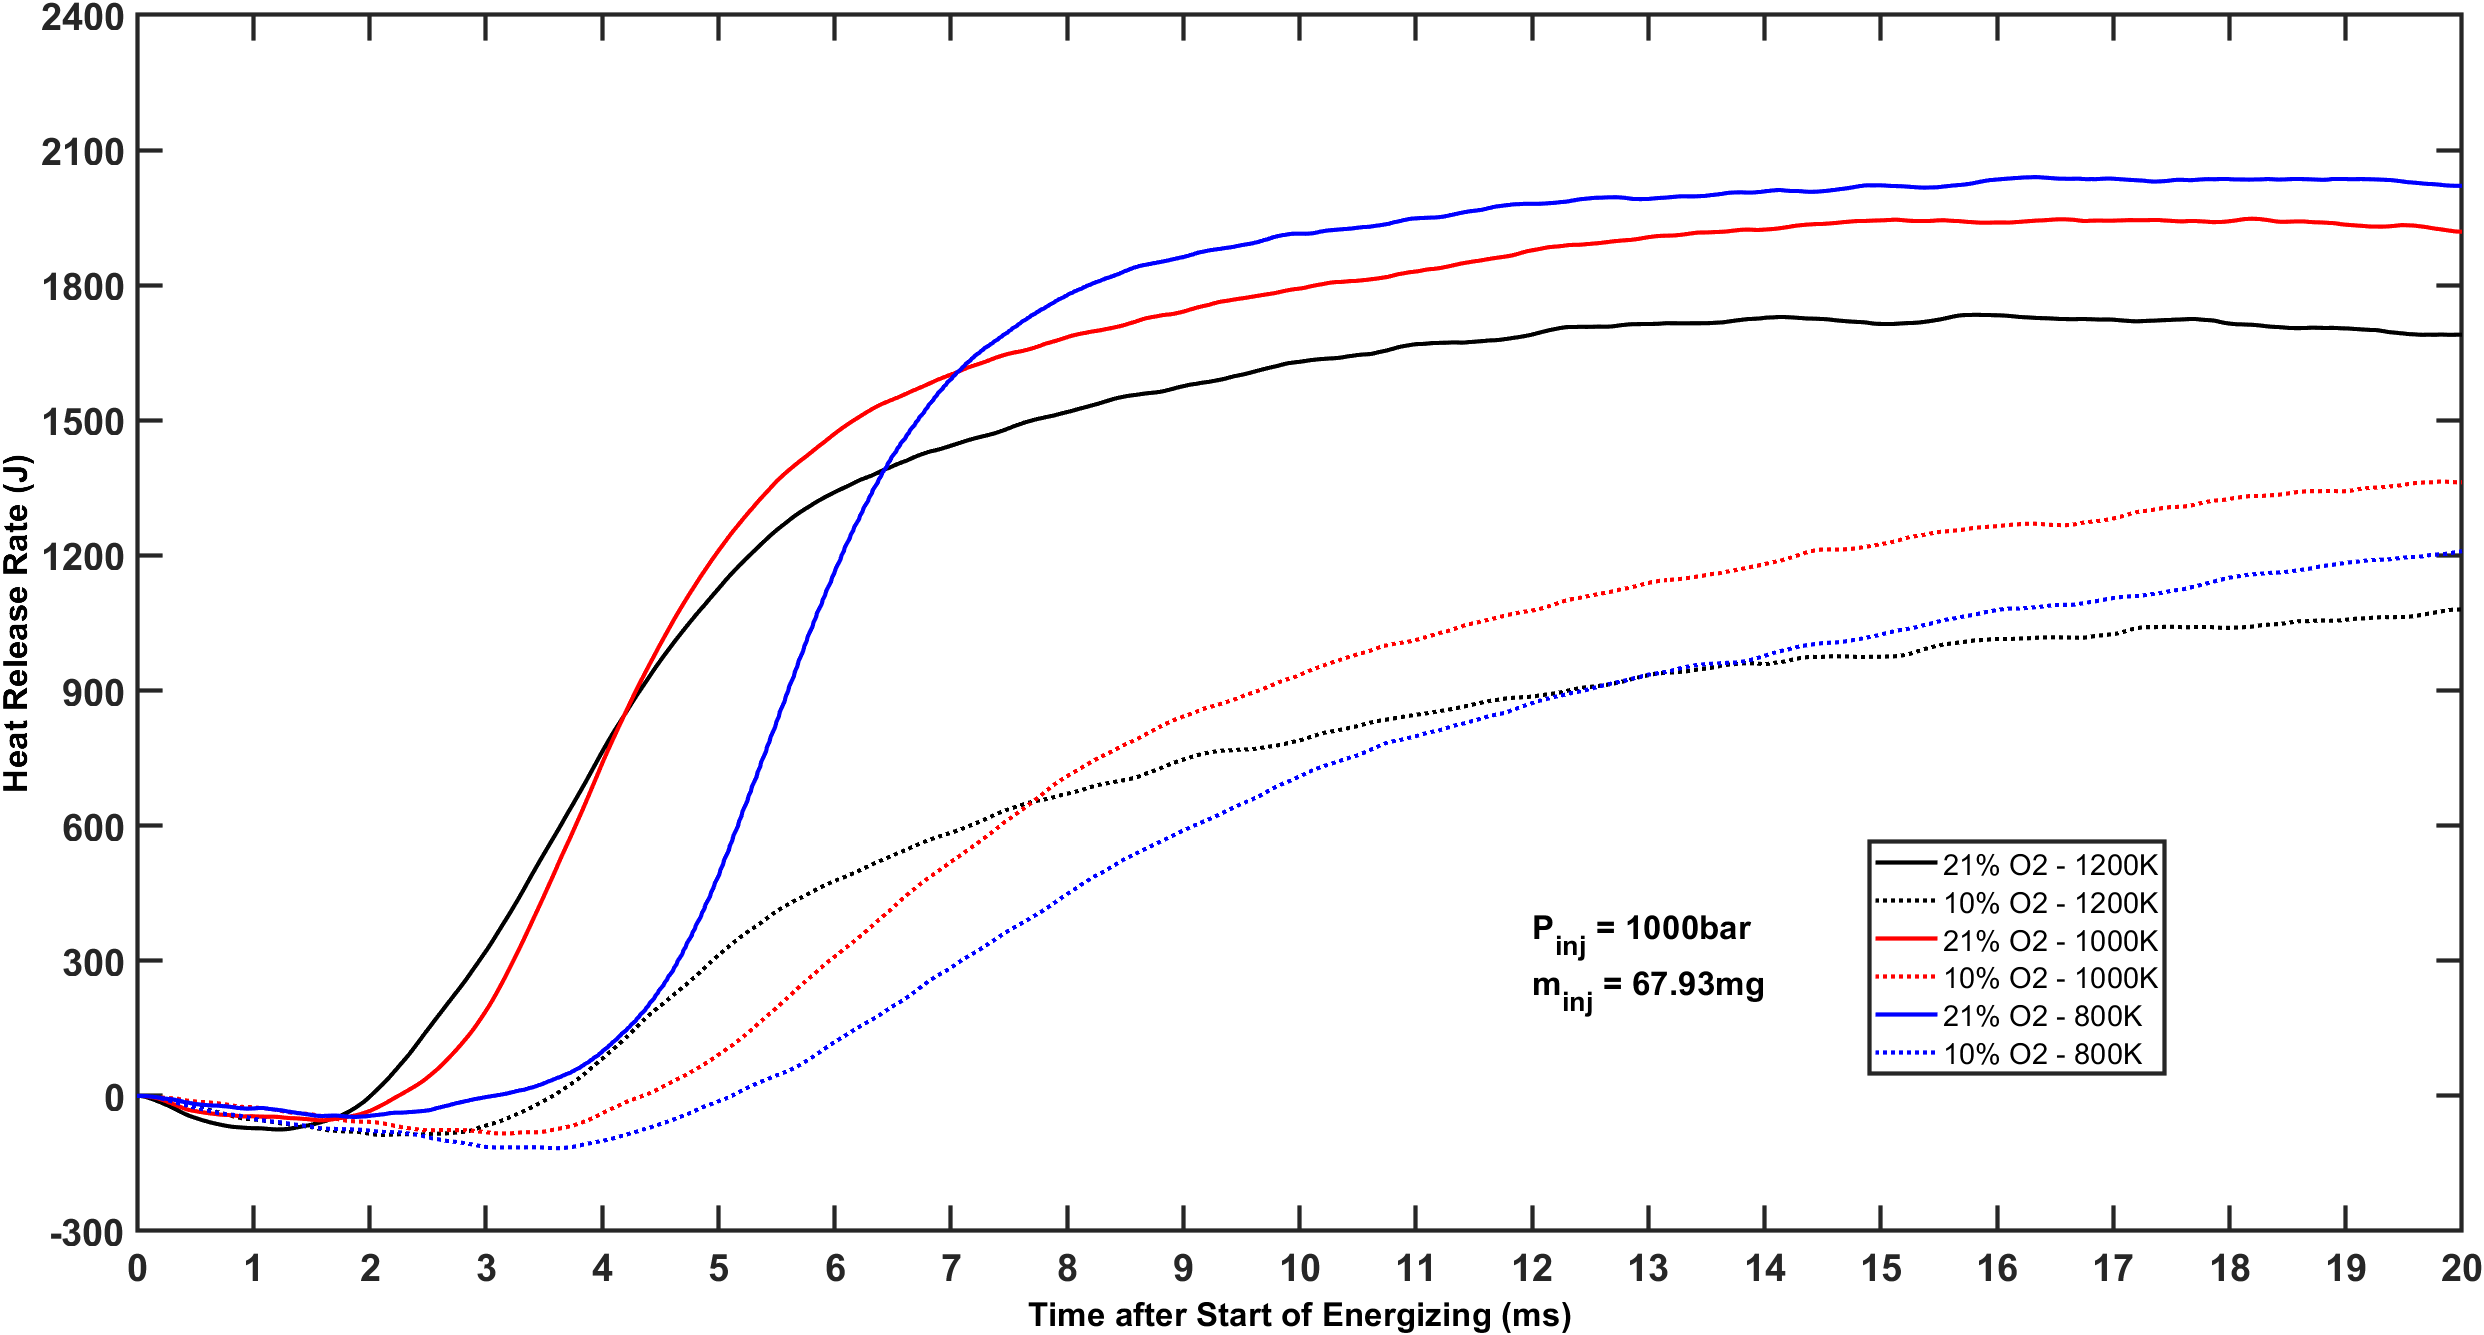 2400
2100
1800
1500
1200
900
600
300
0
-300
Heat Release Rate (J)
0 1 2 3 4 5 6 7 8 9 10 11 12 13 14 15 16 17 18 19 20
Time after Start of Energizing (ms)
Pinj = 1000bar
minj = 67.93mg
21% O2 - 1200K
10% O2 - 1200K
21% O2 - 1000K
10% O2 - 1000K
21% O2 - 800K
10% O2 - 800K